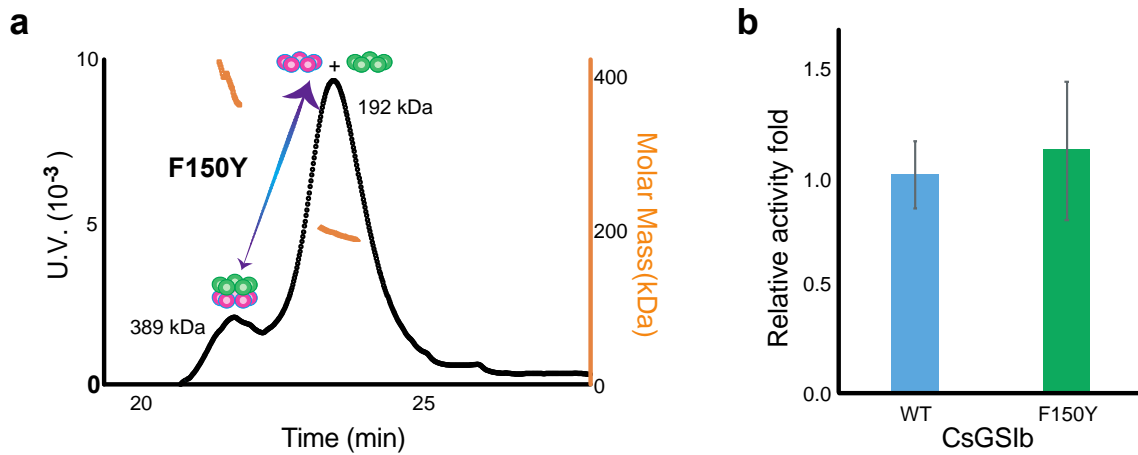 a
b
10
5
0
U.V. (10⁻³ )
20
25
Time (min)
400
200
0
Molar Mass(kDa)
+
192 kDa
F150Y
389 kDa
1.5
1.0
0.5
0.0
Relative activity fold
WT
F150Y
CsGSIb